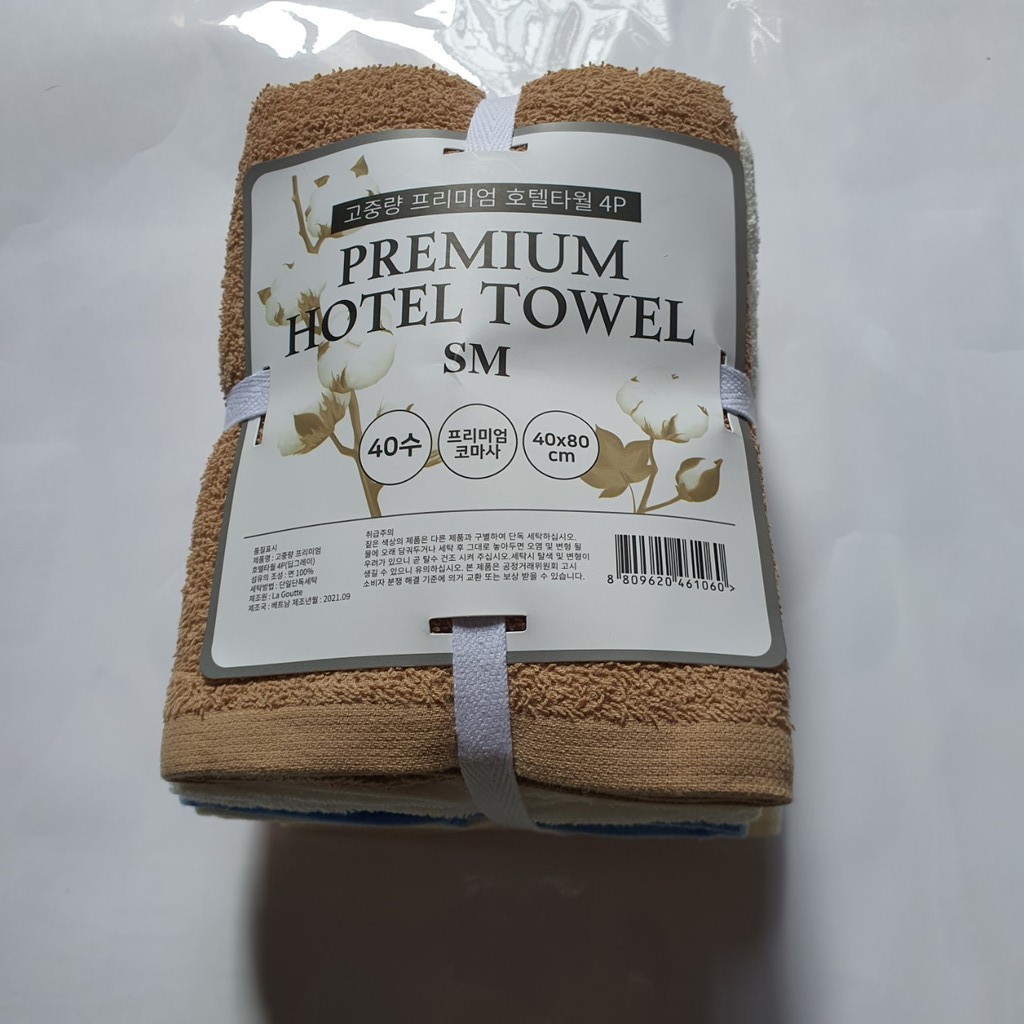 고중량 프리미엄 호텔타월 4P
PREMIUM
HOTEL TOWEL
SM
40수
프리미엄
코마사
40x80
cm
품질표시
제품명 : 고중량 프리미엄
호텔타월 4P(딥그레이)
섬유의 조성 : 면 100%
세탁방법 : 단일단독세탁
제조원 : La Goutte
제조국 : 베트남 제조년월 : 2021.09
취급주의
짙은 색상의 제품은 다른 제품과 구별하여 단독 세탁하십시오.
물에 오래 담궈두거나 세탁 후 그대로 놓아두면 오염 및 변형 될
우려가 있으니 곧 탈수 건조 시켜 주십시오.세탁시 탈색 및 변형이
생길 수 있으니 유의하십시오. 본 제품은 공정거래위원회 고시
소비자 분쟁 해결 기준에 의거 교환 또는 보상 받을 수 있습니다.
8 809620 461060 >